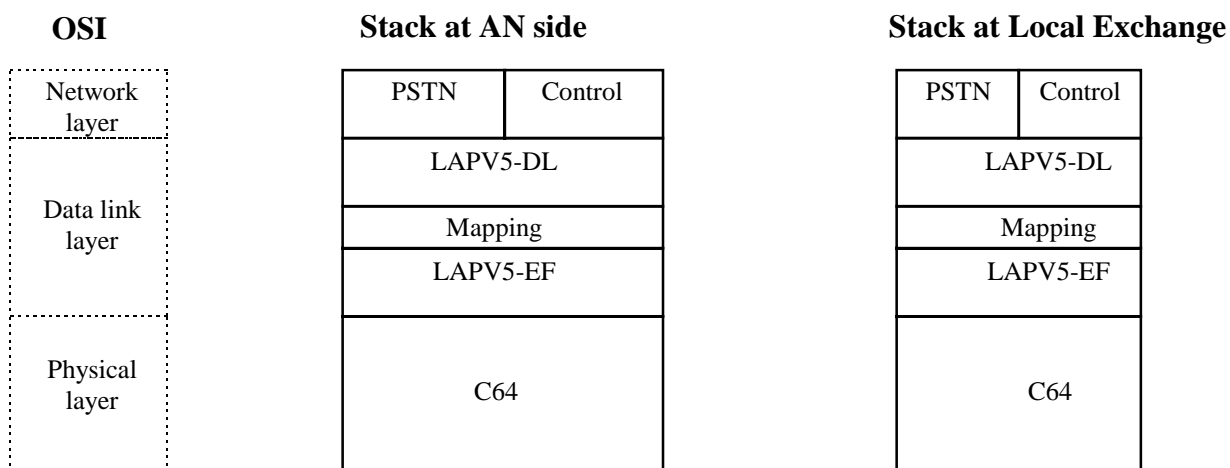 OSI
Stack at AN side
Stack at Local Exchange
Network
layer
PSTN
Control
PSTN
Control
Data link
layer
LAPV5-DL
LAPV5-DL
Mapping
Mapping
LAPV5-EF
LAPV5-EF
Physical
layer
C64
C64